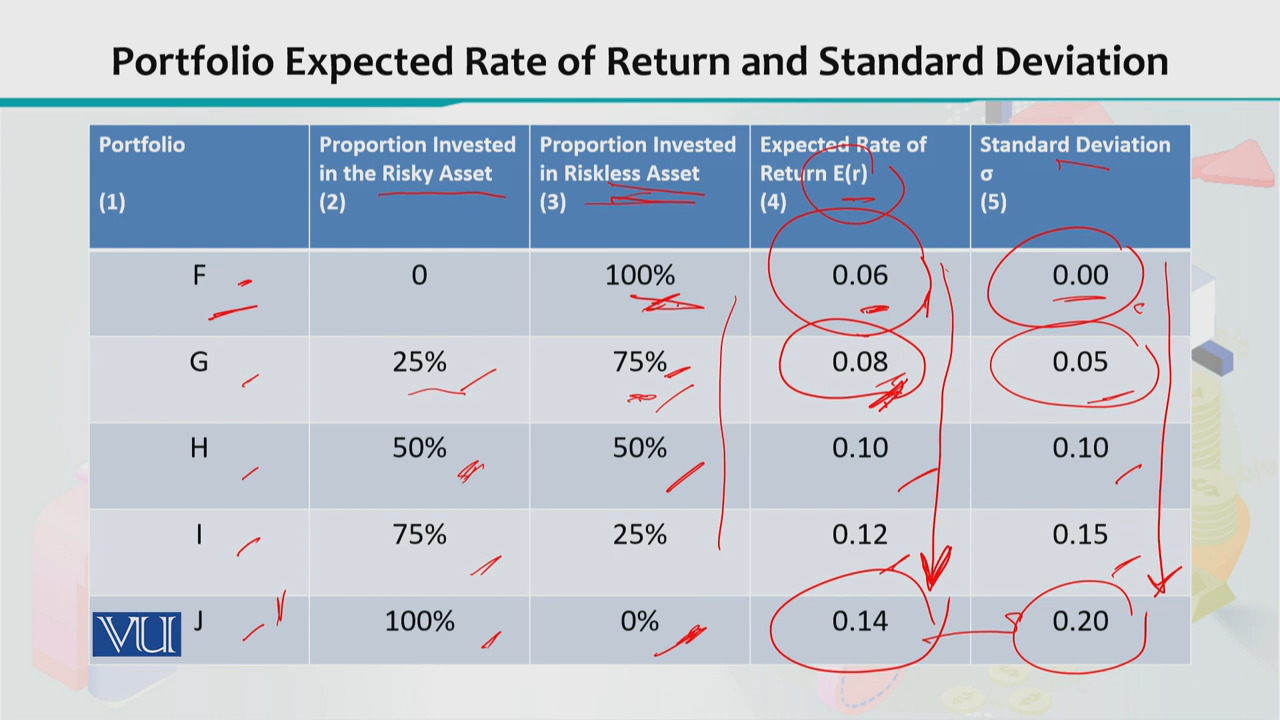 Portfolio Expected Rate of Return and Standard Deviation
Portfolio
(1)
Proportion Invested
in the Risky Asset
(2)
Proportion Invested
in Riskless Asset
(3)
Expected Rate of
Return E(r)
(4)
Standard Deviation
σ
(5)
F 0 100% 0.06 0.00
G 25% 75% 0.08 0.05
H 50% 50% 0.10 0.10
I 75% 25% 0.12 0.15
J 100% 0% 0.14 0.20
VU